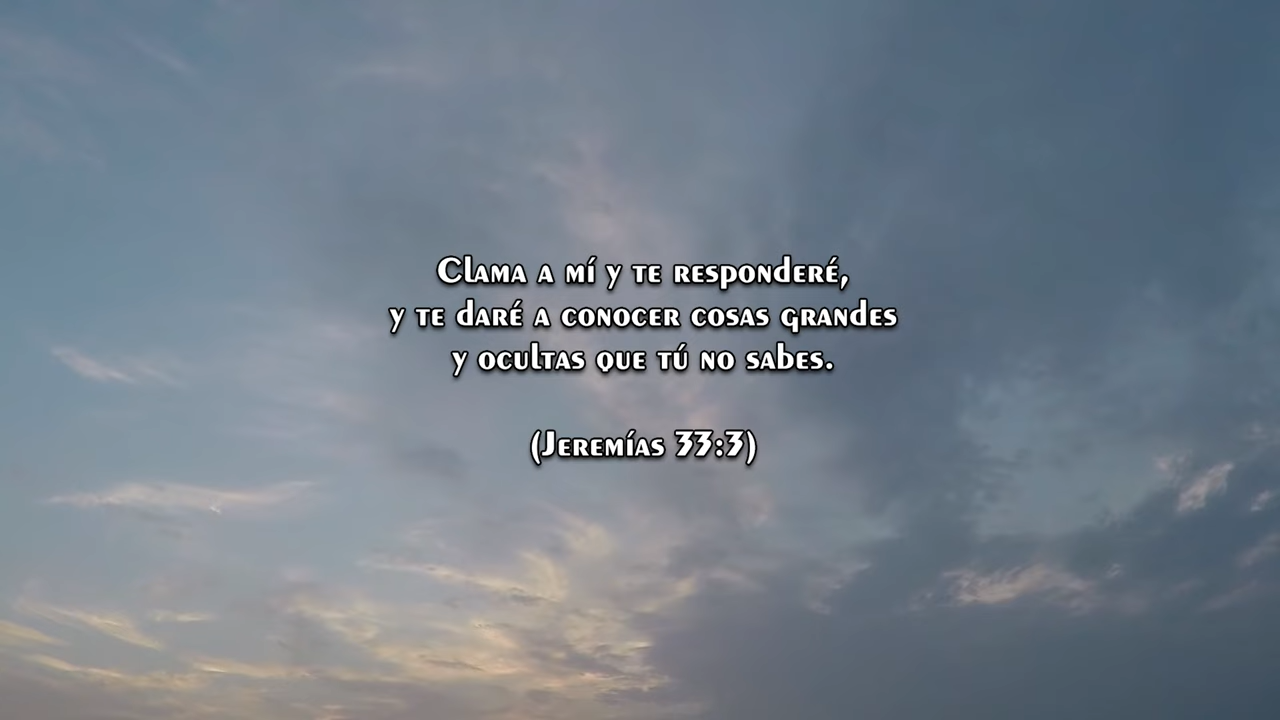 Clama a mí y te responderé,
y te daré a conocer cosas grandes
y ocultas que tú no sabes.
(Jeremías 33:3)